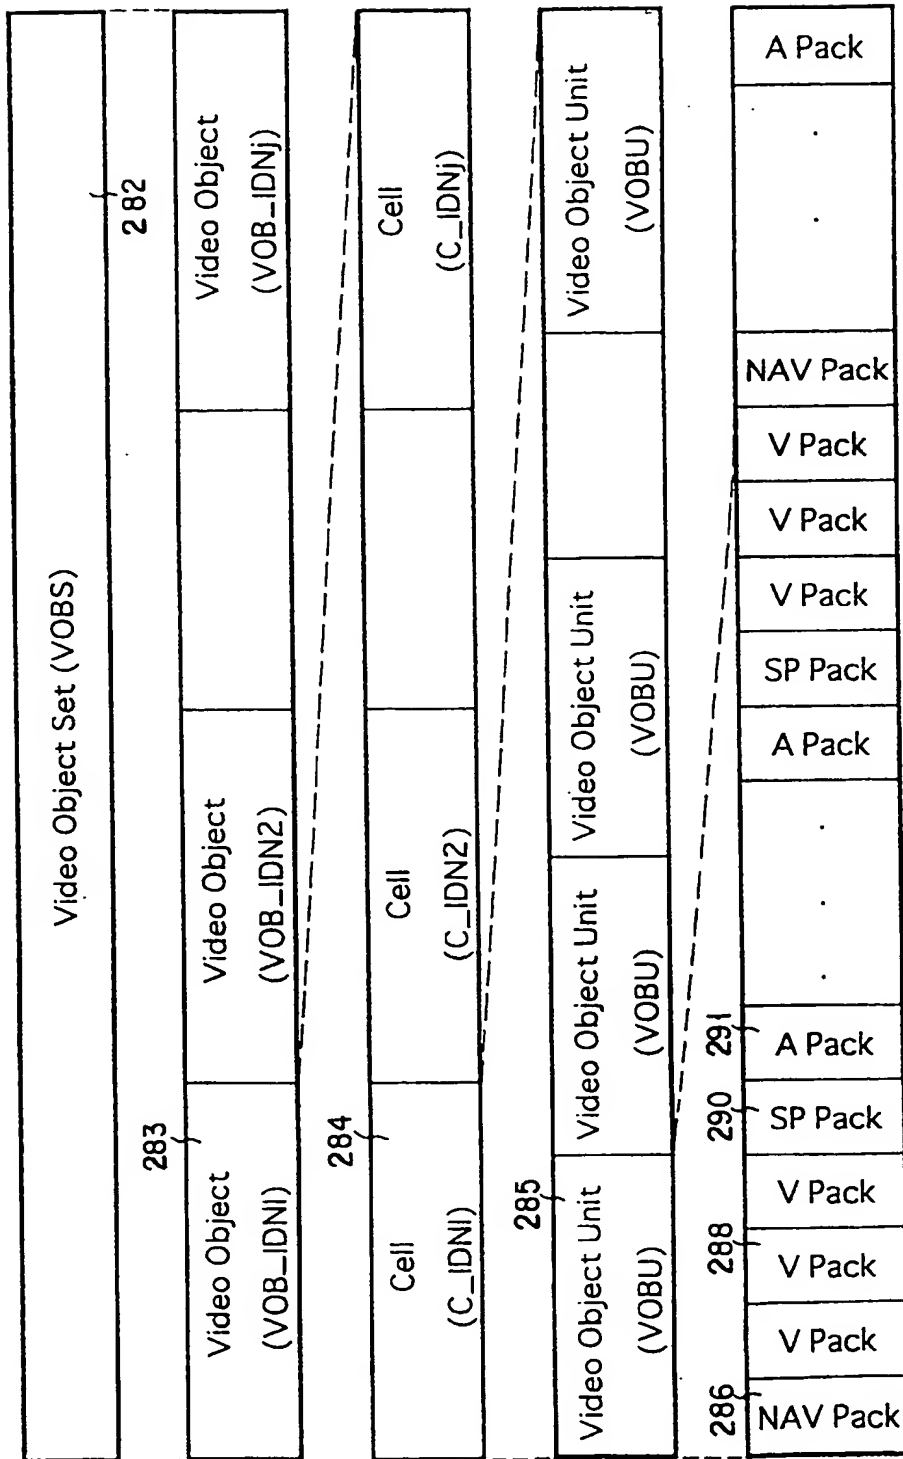 Video Object Set (VOBS)
282
283
Video Object
(VOB_IDN1)
Video Object
(VOB_IDN2)
Video Object
(VOB_IDNj)
284
Cell
(C_IDN1)
Cell
(C_IDN2)
Cell
(C_IDNj)
285
Video Object Unit
(VOBU)
Video Object Unit
(VOBU)
Video Object Unit
(VOBU)
Video Object Unit
(VOBU)
286
288
290
291
NAV Pack
V Pack
V Pack
V Pack
SP Pack
A Pack
. . .
A Pack
SP Pack
V Pack
V Pack
V Pack
NAV Pack
. .
A Pack